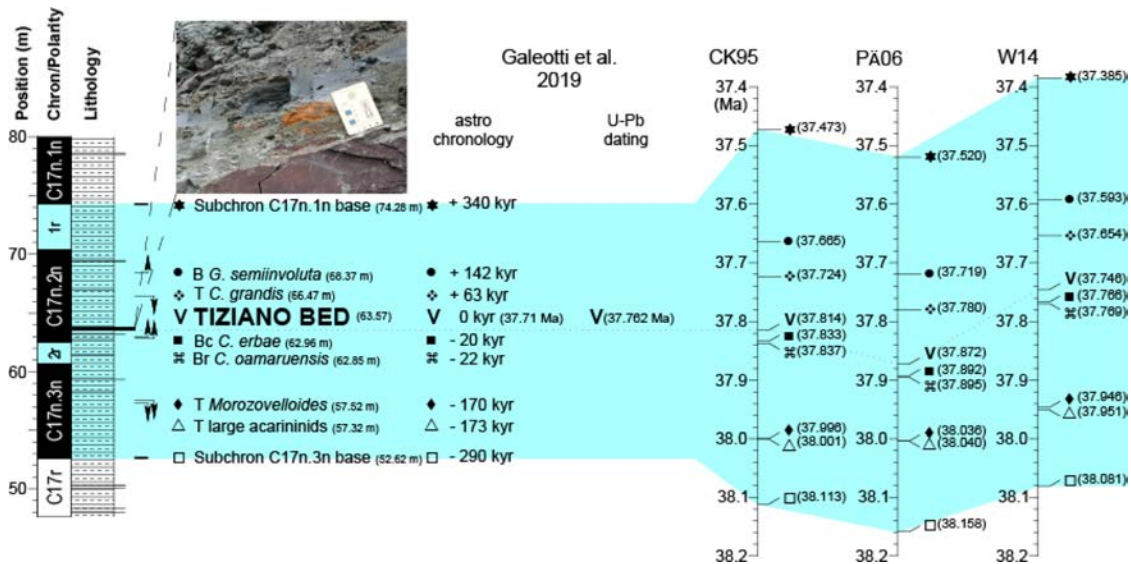 Position (m)
Chron/Polarity
Lithology
Galeotti et al.
2019
astro
chronology
U-Pb
dating
CK95
PÄ06
W14
(Ma)
80
70
60
50
C17n.1n
1r
C17n.2n
2r
C17n.3n
C17r
Subchron C17n.1n base (74.28 m) + 340 kyr
B G. semiinvoluta (68.37 m) + 142 kyr
T C. grandis (66.47 m) + 63 kyr
V TIZIANO BED (63.57) V 0 kyr (37.71 Ma) V(37.762 Ma)
Bc C. erbae (62.96 m) - 20 kyr
Br C. oamaruensis (62.85 m) - 22 kyr
T Morozovelloides (57.52 m) - 170 kyr
T large acarininids (57.32 m) - 173 kyr
Subchron C17n.3n base (52.62 m) - 290 kyr
37.4
37.5
37.6
37.7
37.8
37.9
38.0
38.1
38.2
(37.473)
(37.665)
(37.724)
V (37.814)
(37.833)
(37.837)
(37.996)
(38.001)
(38.113)
37.4
37.5
37.6
37.7
37.8
37.9
38.0
38.1
38.2
(37.520)
(37.719)
(37.780)
V (37.872)
(37.892)
(37.895)
(38.036)
(38.040)
(38.158)
37.4
37.5
37.6
37.7
37.8
37.9
38.0
38.1
38.2
(37.385)
(37.593)
(37.654)
V (37.746)
(37.766)
(37.769)
(37.946)
(37.951)
(38.081)